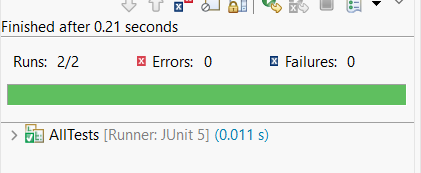 Finished after 0.21 seconds
Runs: 2/2 Errors: 0 Failures: 0
AllTests [Runner: JUnit 5] (0.011 s)